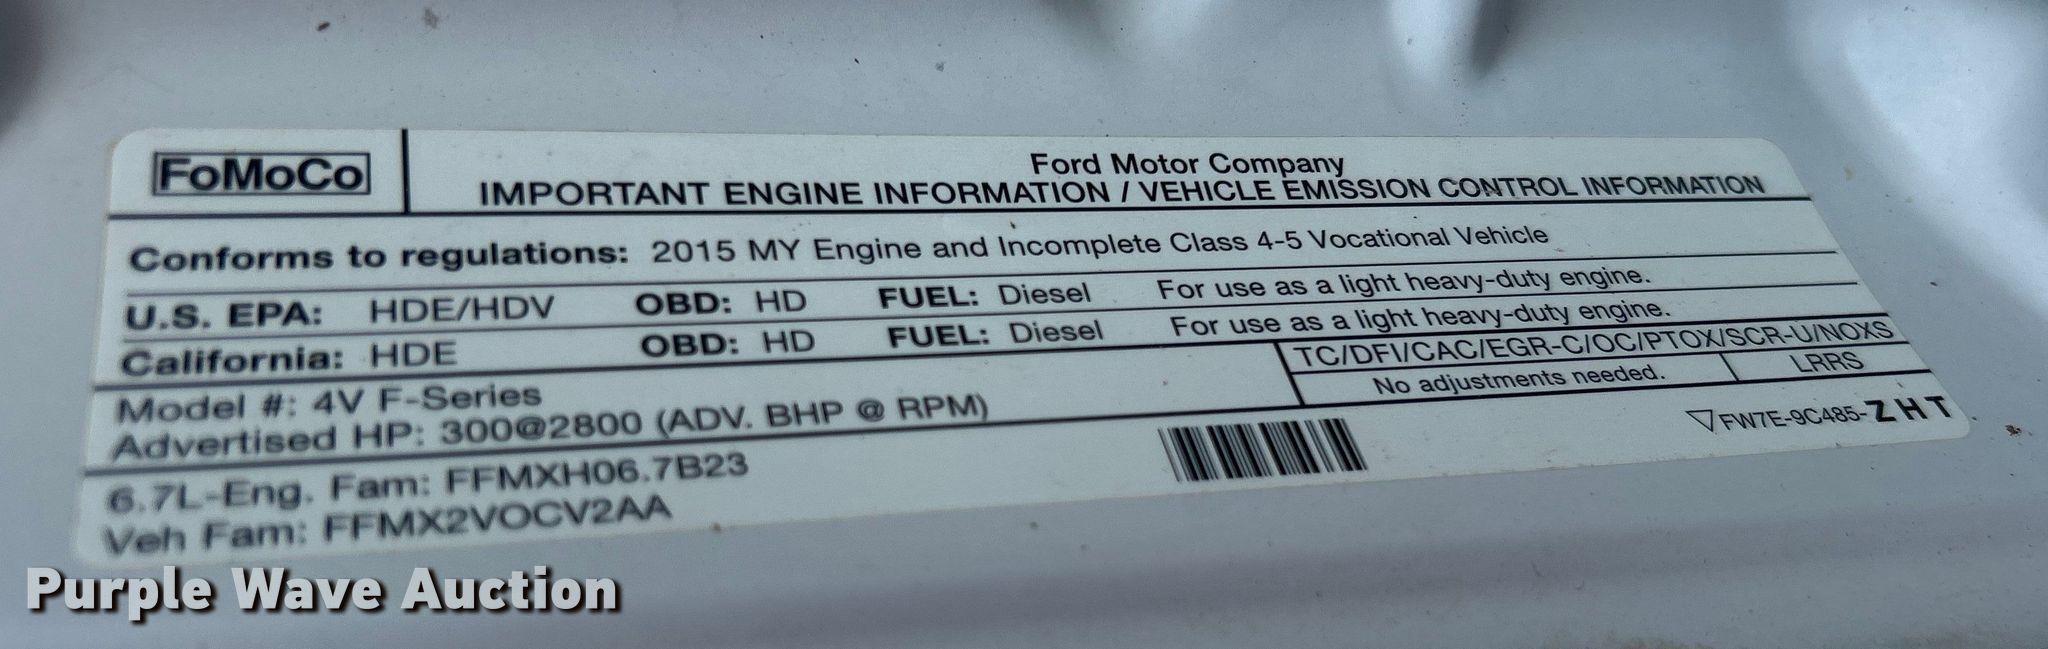 FoMoCo
Ford Motor Company
IMPORTANT ENGINE INFORMATION / VEHICLE EMISSION CONTROL INFORMATION
Conforms to regulations: 2015 MY Engine and Incomplete Class 4-5 Vocational Vehicle
U.S. EPA: HDE/HDV OBD: HD FUEL: Diesel For use as a light heavy-duty engine.
California: HDE OBD: HD FUEL: Diesel For use as a light heavy-duty engine.
Model #: 4V F-Series
Advertised HP: 300@2800 (ADV. BHP @ RPM)
TC/DFI/CAC/EGR-C/OC/PTOX/SCR-U/NOXS
No adjustments needed. LRRS
6.7L-Eng. Fam: FFMXH06.7B23
Veh Fam: FFMX2VOCV2AA
FW7E-9C485-ZHT
Purple Wave Auction